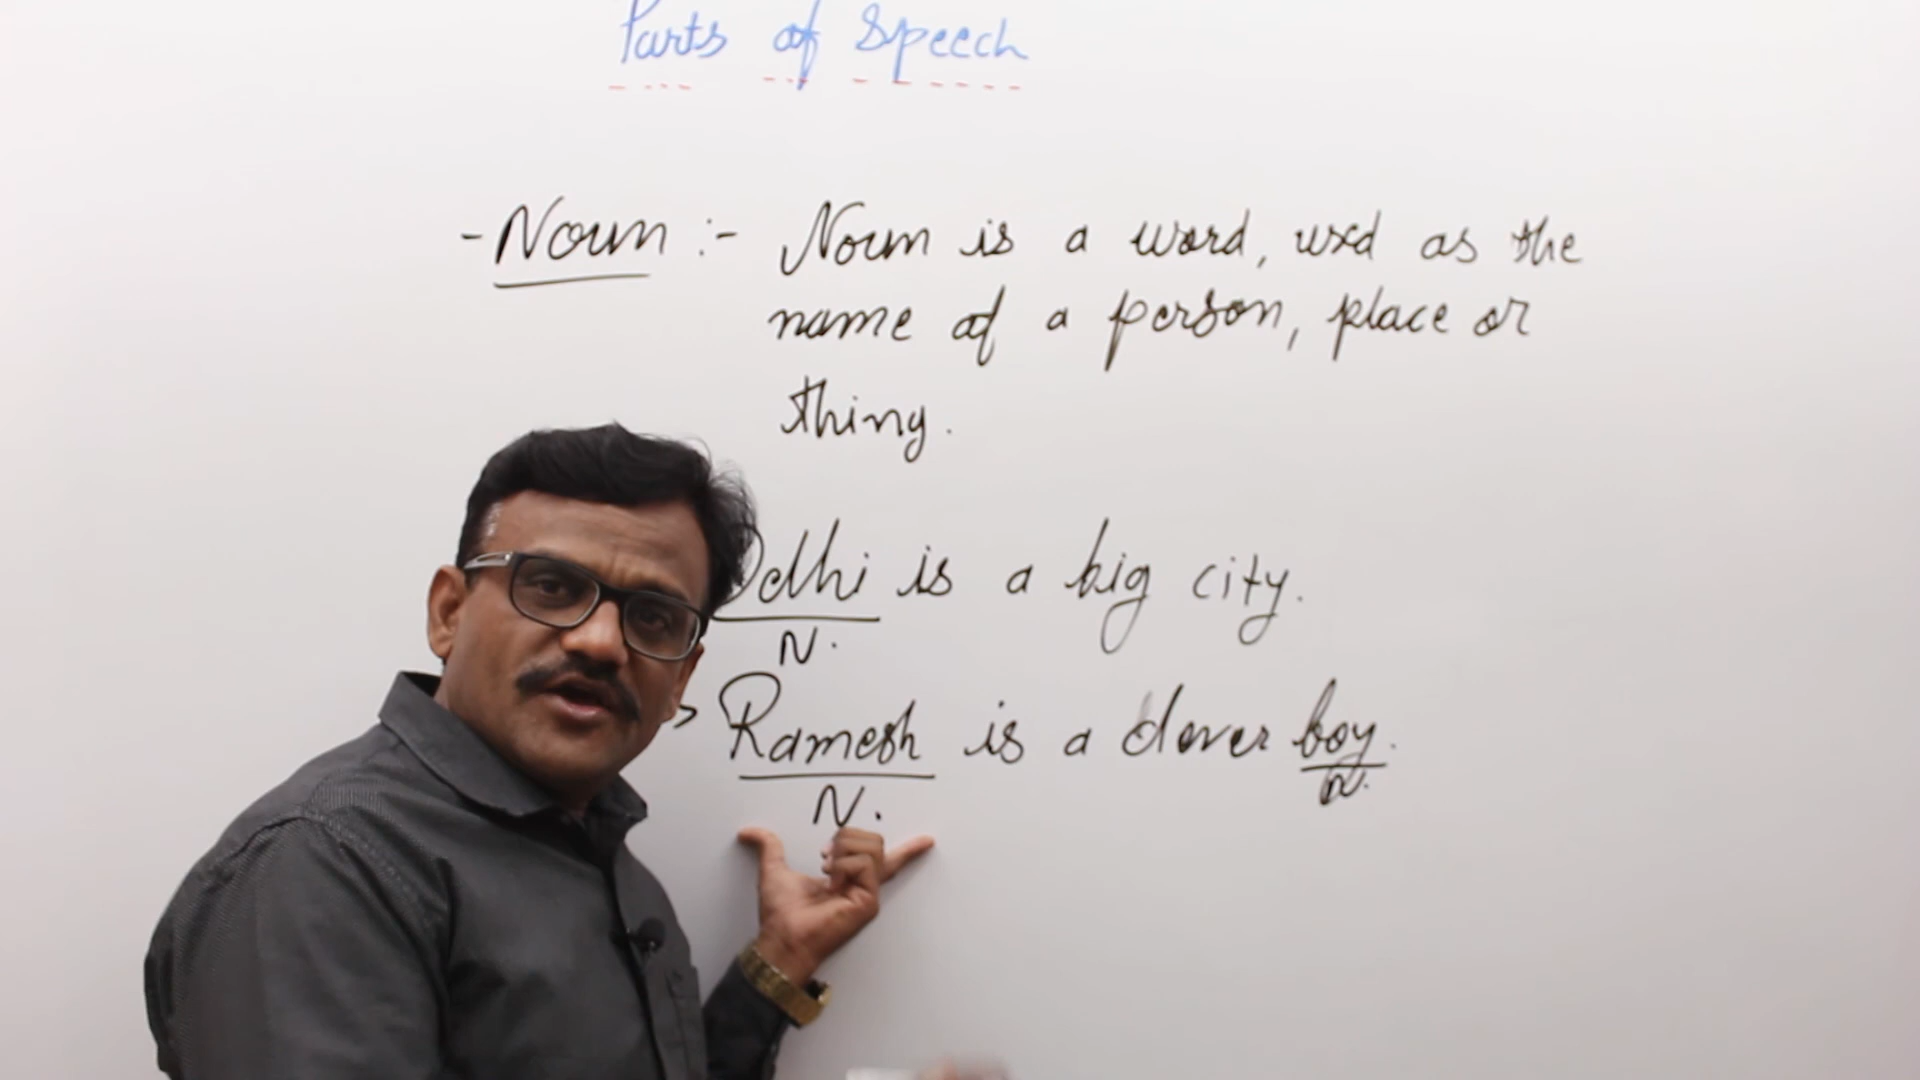 Parts of Speech
- Noun :- Noun is a word, used as the
name of a person, place or
thing.
Delhi is a big city.
N.
> Ramesh is a clever boy.
N. N.